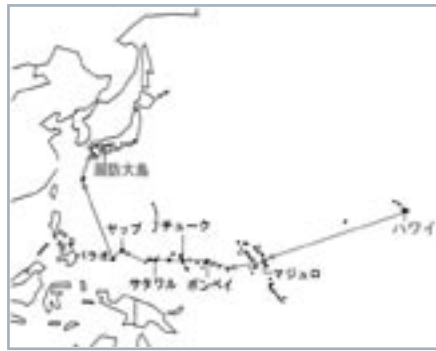 周防大島
ハワイ
ヤップ
チューク
パラオ
サタワル
ポンペイ
マジュロ